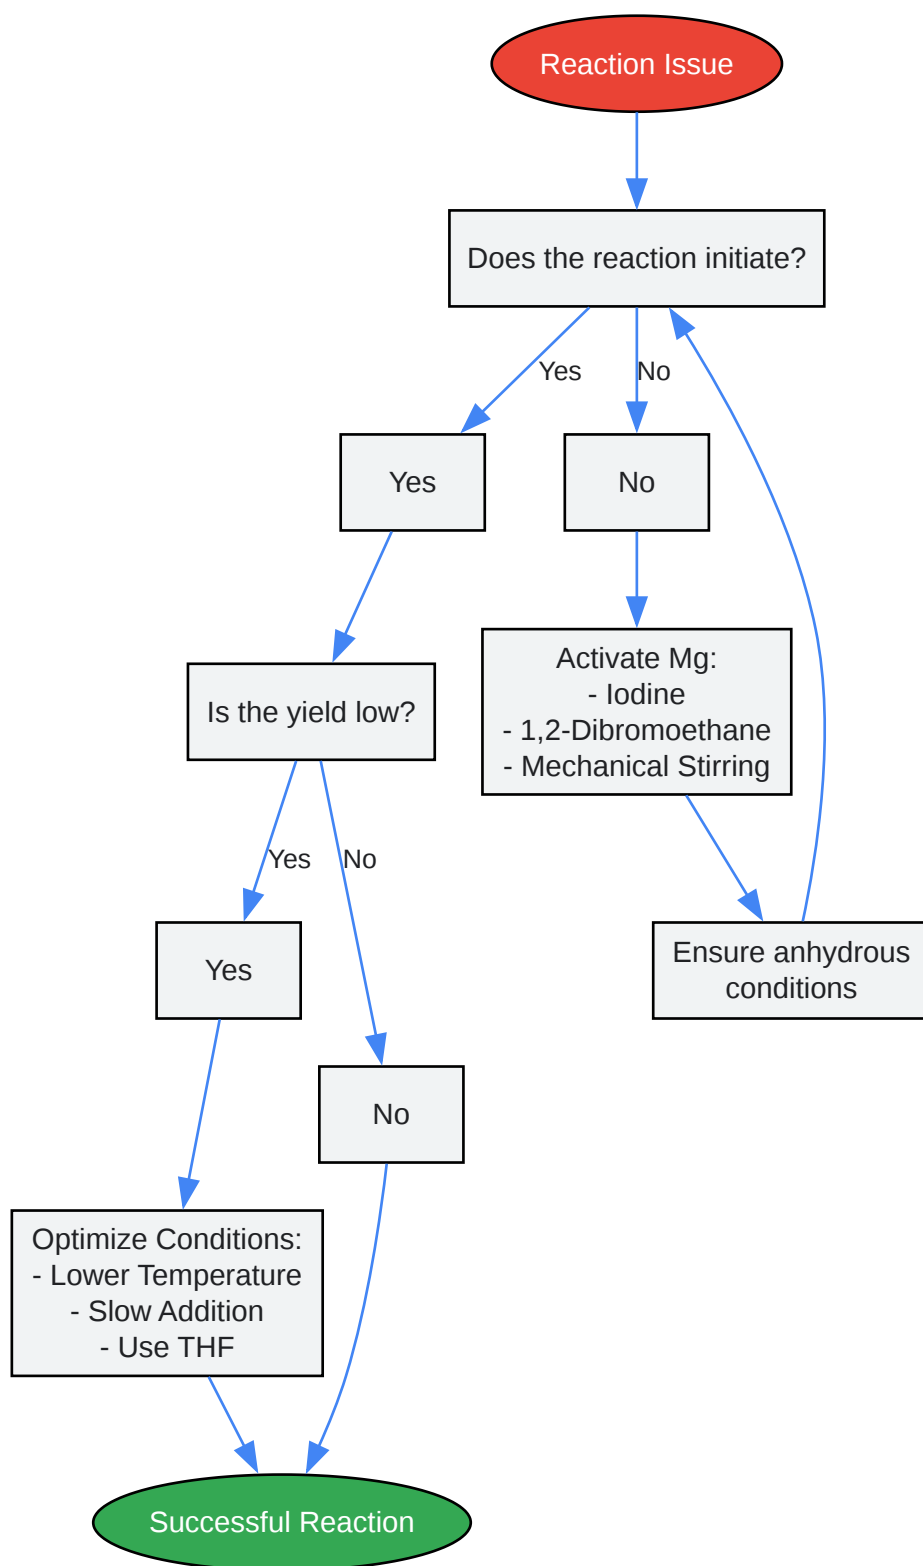 Reaction Issue
Does the reaction initiate?
Yes
No
Yes
No
Activate Mg:
- Iodine
- 1,2-Dibromoethane
- Mechanical Stirring
Is the yield low?
Yes
No
Ensure anhydrous
conditions
Yes
No
Optimize Conditions:
- Lower Temperature
- Slow Addition
- Use THF
Successful Reaction